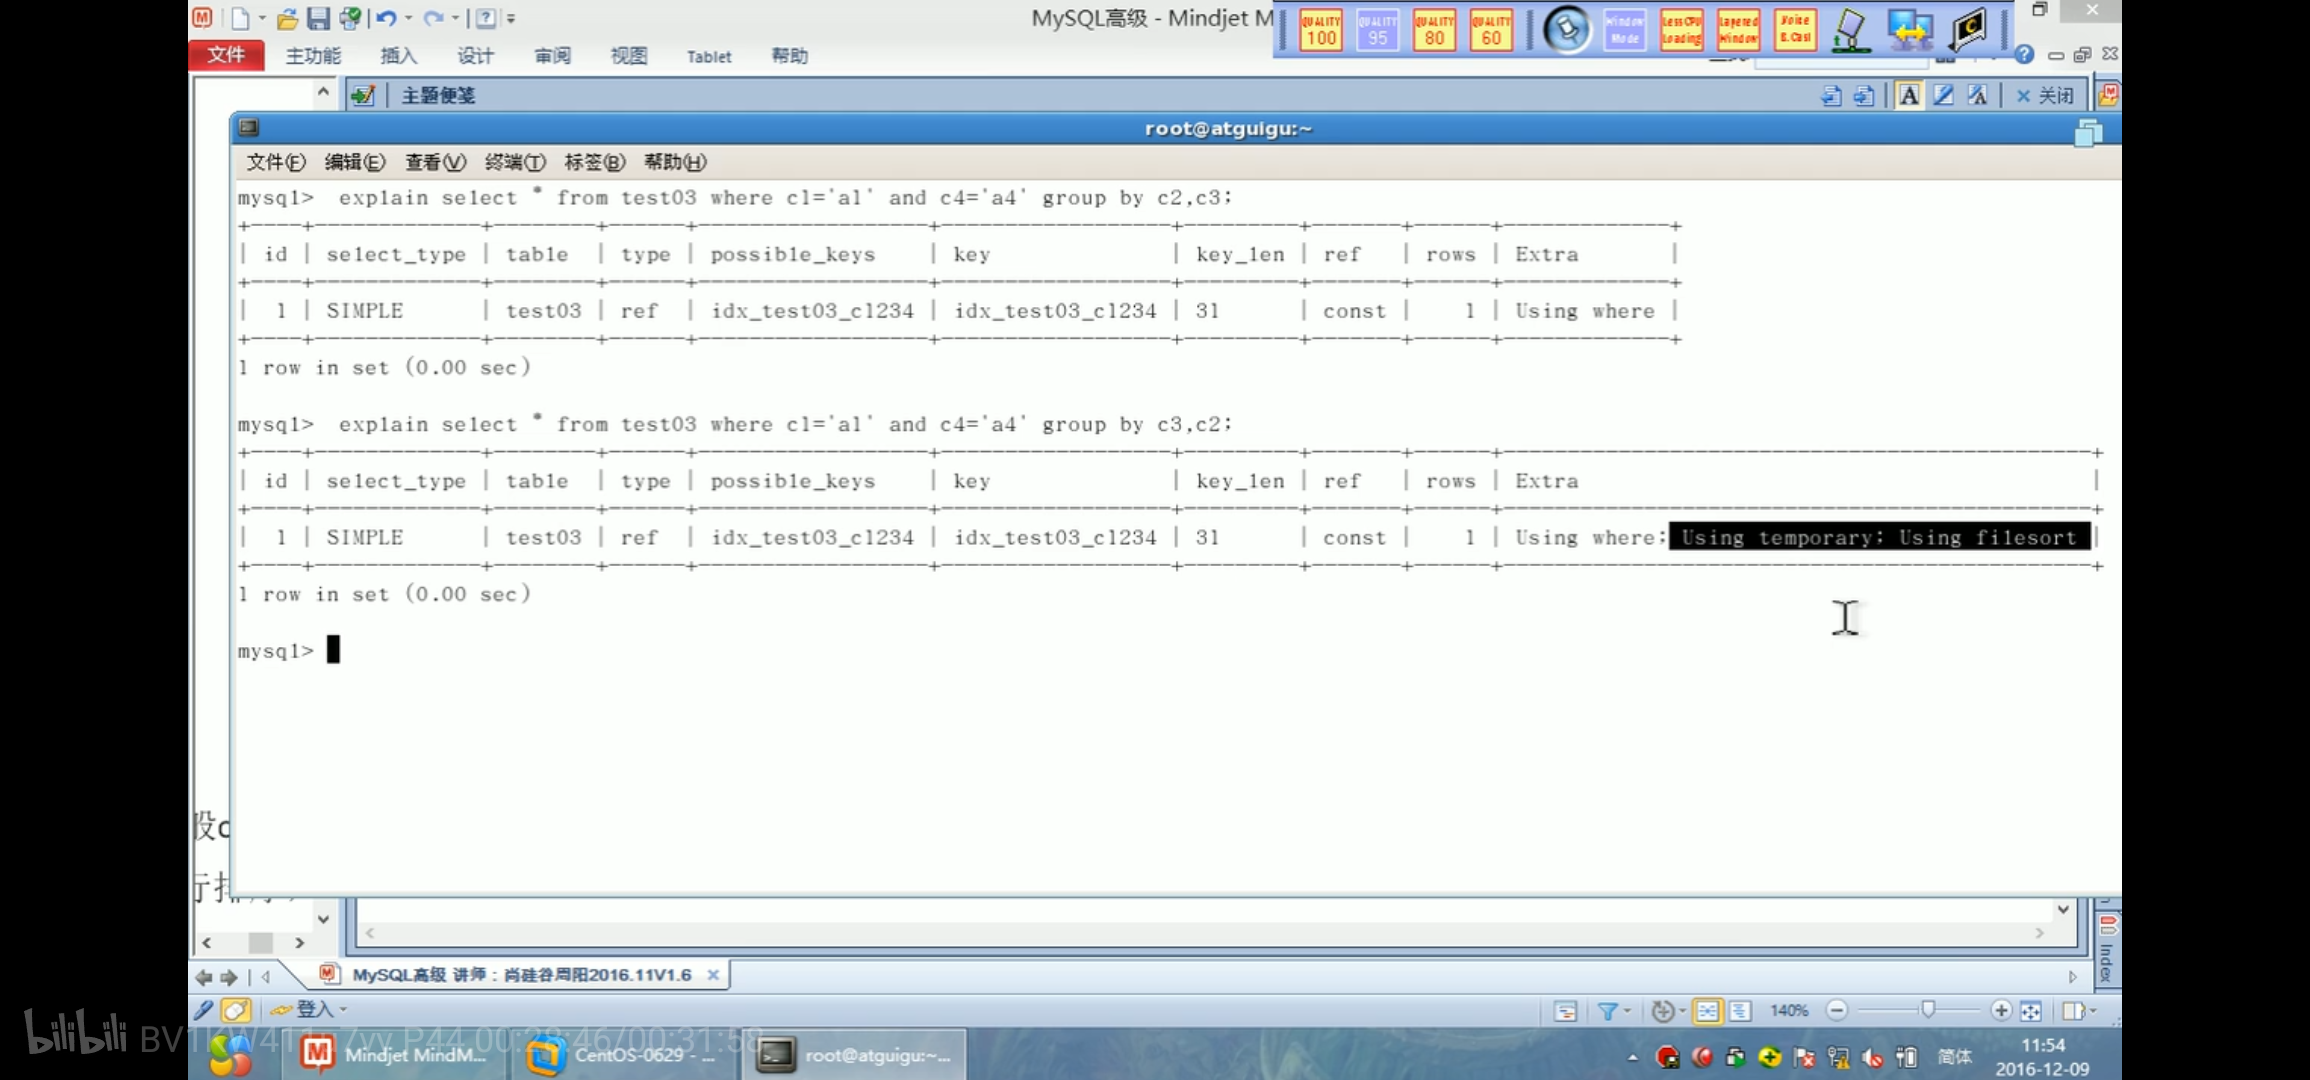 MySQL高级 - Mindjet M
QUALITY 100
QUALITY 95
QUALITY 80
QUALITY 60
Window Mode
Less CPU Loading
Layered Window
文件 主功能 插入 设计 审阅 视图 Tablet 帮助
主题便笺
关闭
root@atguigu:~
文件(F) 编辑(E) 查看(V) 终端(T) 标签(B) 帮助(H)
mysql> explain select * from test03 where c1='a1' and c4='a4' group by c2,c3;
+----+-------------+--------+------+-----------------+-----------------+---------+-------+------+-------------+
| id | select_type | table | type | possible_keys | key | key_len | ref | rows | Extra |
+----+-------------+--------+------+-----------------+-----------------+---------+-------+------+-------------+
| 1 | SIMPLE | test03 | ref | idx_test03_c1234 | idx_test03_c1234 | 31 | const | 1 | Using where |
+----+-------------+--------+------+-----------------+-----------------+---------+-------+------+-------------+
1 row in set (0.00 sec)
mysql> explain select * from test03 where c1='a1' and c4='a4' group by c3,c2;
+----+-------------+--------+------+-----------------+-----------------+---------+-------+------+----------------------------------------------+
| id | select_type | table | type | possible_keys | key | key_len | ref | rows | Extra |
+----+-------------+--------+------+-----------------+-----------------+---------+-------+------+----------------------------------------------+
| 1 | SIMPLE | test03 | ref | idx_test03_c1234 | idx_test03_c1234 | 31 | const | 1 | Using where; Using temporary; Using filesort |
+----+-------------+--------+------+-----------------+-----------------+---------+-------+------+----------------------------------------------+
1 row in set (0.00 sec)
mysql>
Index
MySQL高级 讲师：尚硅谷周阳2016.11V1.6
登入
140%
bilibili P44 00:28:46/00:31:58
Mindjet MindM... CentOS-0629 - ... root@atguigu:~...
简体
11:54
2016-12-09